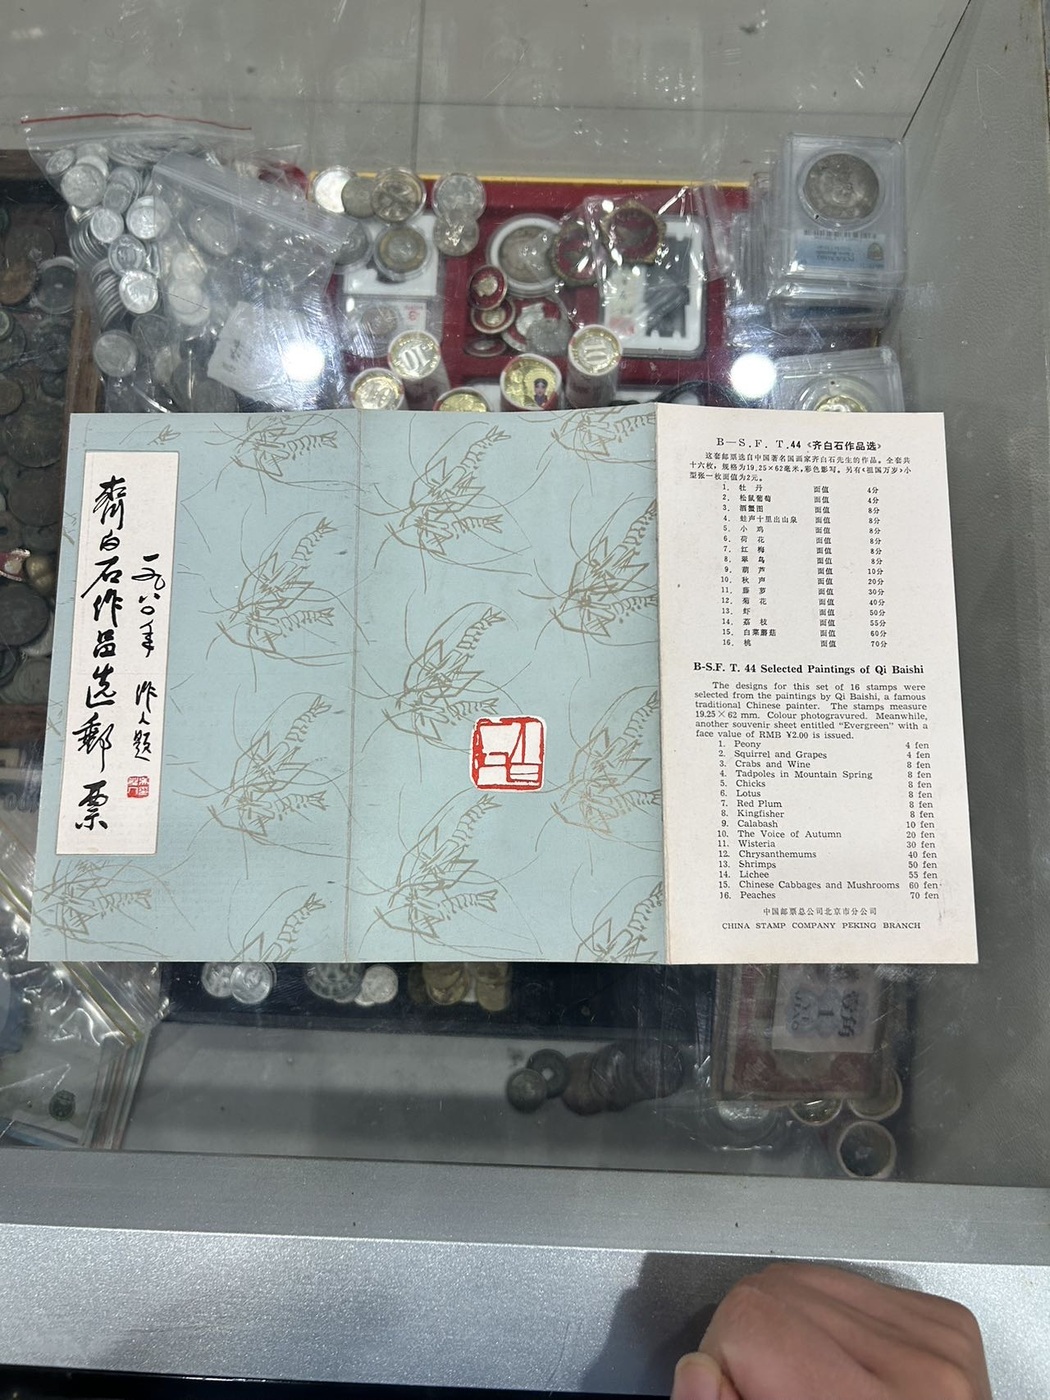 齊白石作品选郵票
一九八〇年 作人題
B—S.F. T.44《齐白石作品选》
这套邮票选自中国著名国画家齐白石先生的作品。全套共
十六枚，规格为19.25×62毫米，彩色影写。另有《祖国万岁》小
型张一枚面值为2元。
1. 牡丹 面值 4分
2. 松鼠葡萄 面值 4分
3. 酒蟹图 面值 8分
4. 蛙声十里出山泉 面值 8分
5. 小鸡 面值 8分
6. 荷花 面值 8分
7. 红梅 面值 8分
8. 翠鸟 面值 8分
9. 葫芦 面值 10分
10. 秋声 面值 20分
11. 藤萝 面值 30分
12. 菊花 面值 40分
13. 虾 面值 50分
14. 荔枝 面值 55分
15. 白菜蘑菇 面值 60分
16. 桃 面值 70分
B-S.F. T. 44 Selected Paintings of Qi Baishi
The designs for this set of 16 stamps were
selected from the paintings by Qi Baishi, a famous
traditional Chinese painter. The stamps measure
19.25×62 mm. Colour photogravured. Meanwhile,
another souvenir sheet entitled "Evergreen" with a
face value of RMB ¥2.00 is issued.
1. Peony 4 fen
2. Squirrel and Grapes 4 fen
3. Crabs and Wine 8 fen
4. Tadpoles in Mountain Spring 8 fen
5. Chicks 8 fen
6. Lotus 8 fen
7. Red Plum 8 fen
8. Kingfisher 8 fen
9. Calabash 10 fen
10. The Voice of Autumn 20 fen
11. Wisteria 30 fen
12. Chrysanthemums 40 fen
13. Shrimps 50 fen
14. Lichee 55 fen
15. Chinese Cabbages and Mushrooms 60 fen
16. Peaches 70 fen
中国邮票总公司北京市分公司
CHINA STAMP COMPANY PEKING BRANCH